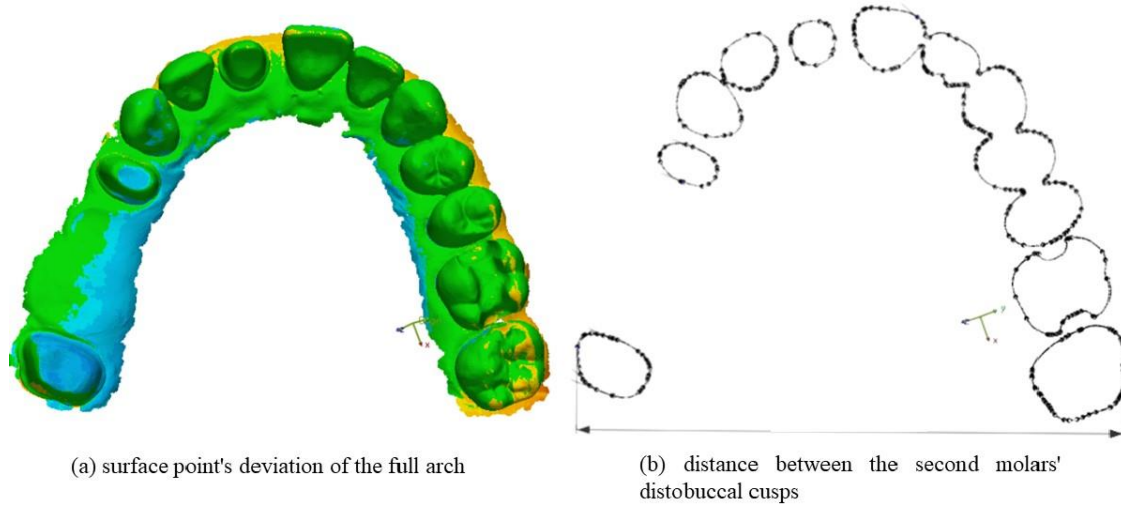 x
y
x
(a) surface point's deviation of the full arch
(b) distance between the second molars'
distobuccal cusps